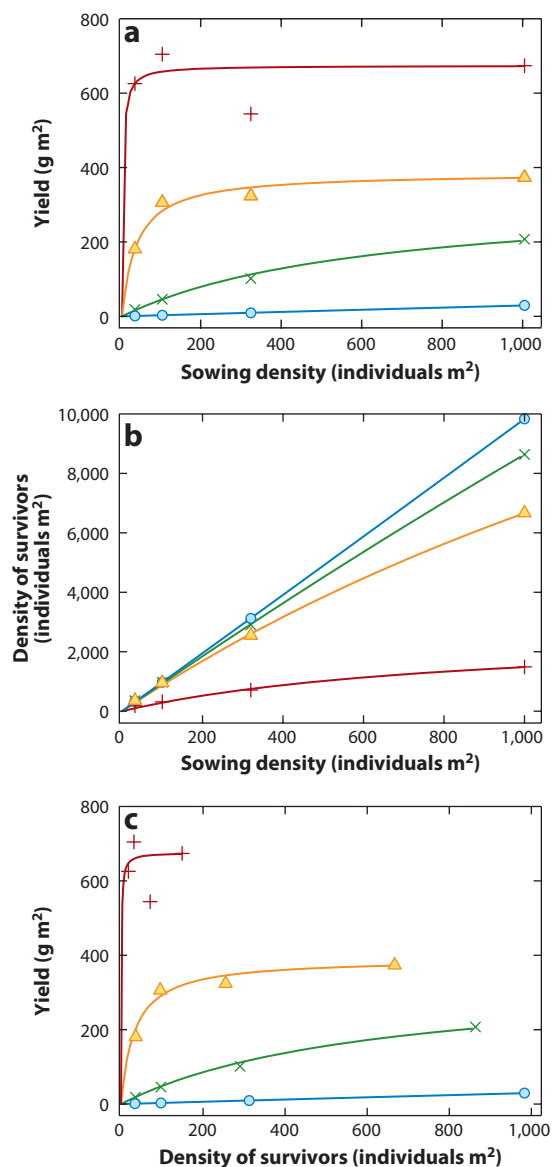 a
800
600
400
200
0
Yield (g m²)
0 200 400 600 800 1,000
Sowing density (individuals m²)
b
10,000
8,000
6,000
4,000
2,000
0
Density of survivors
(individuals m²)
0 200 400 600 800 1,000
Sowing density (individuals m²)
c
800
600
400
200
0
Yield (g m²)
0 200 400 600 800 1,000
Density of survivors (individuals m²)